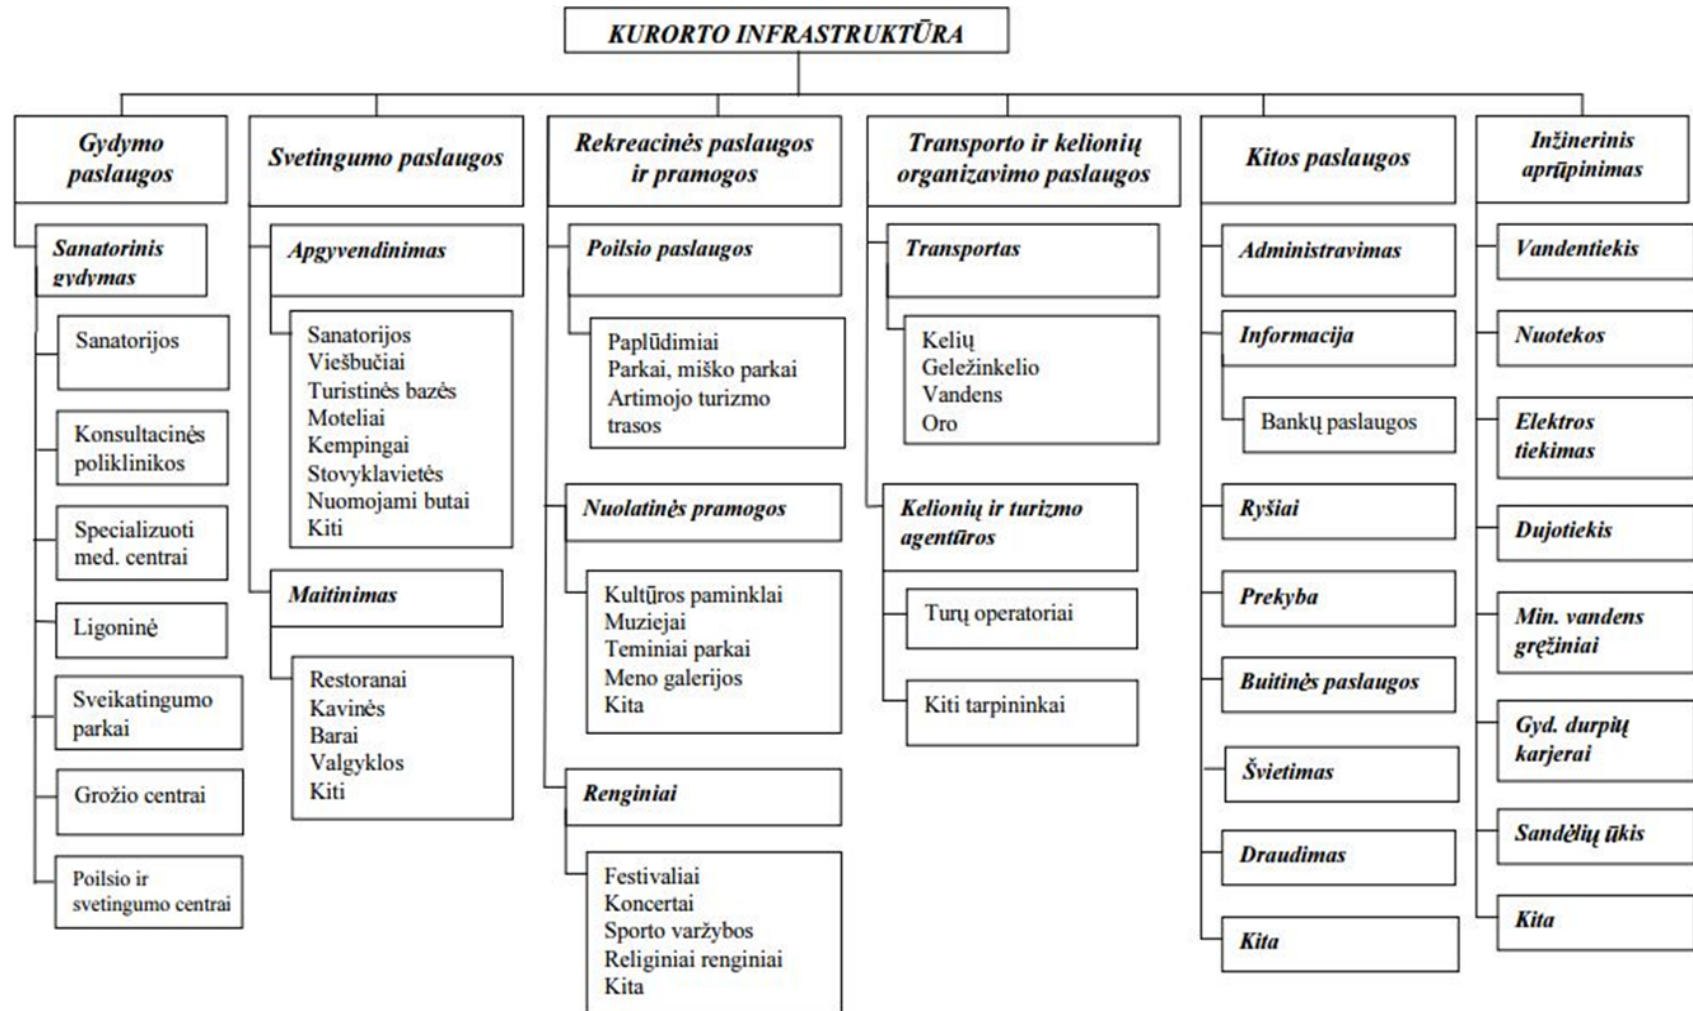 KURORTO INFRASTRUKTŪRA
Gydymo
paslaugos
Sanatorinis
gydymas
Sanatorijos
Konsultacinės
poliklinikos
Specializuoti
med. centrai
Ligoninė
Sveikatingumo
parkai
Grožio centrai
Poilsio ir
svetingumo centrai
Svetingumo paslaugos
Apgyvendinimas
Sanatorijos
Viešbučiai
Turistinės bazės
Moteliai
Kempingai
Stovyklavietės
Nuomojami butai
Kiti
Maitinimas
Restoranai
Kavinės
Barai
Valgyklos
Kiti
Rekreacinės paslaugos
ir pramogos
Poilsio paslaugos
Paplūdimiai
Parkai, miško parkai
Artimojo turizmo
trasos
Nuolatinės pramogos
Kultūros paminklai
Muziejai
Teminiai parkai
Meno galerijos
Kita
Renginiai
Festivaliai
Koncertai
Sporto varžybos
Religiniai renginiai
Kita
Transporto ir kelionių
organizavimo paslaugos
Transportas
Kelių
Geležinkelio
Vandens
Oro
Kelionių ir turizmo
agentūros
Turų operatoriai
Kiti tarpininkai
Kitos paslaugos
Administravimas
Informacija
Bankų paslaugos
Ryšiai
Prekyba
Buitinės paslaugos
Švietimas
Draudimas
Kita
Inžinerinis
aprūpinimas
Vandentiekis
Nuotekos
Elektros
tiekimas
Dujotiekis
Min. vandens
gręžiniai
Gyd. durpių
karjerai
Sandėlių ūkis
Kita